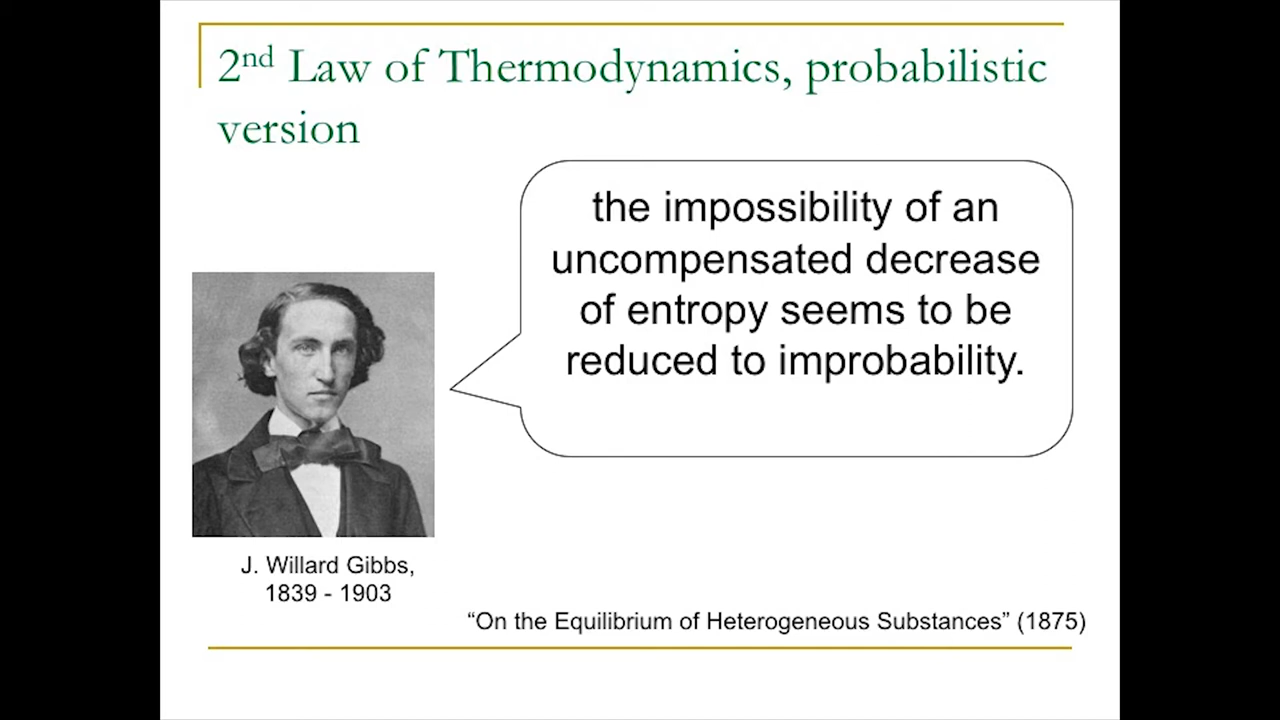 2nd Law of Thermodynamics, probabilistic
version
the impossibility of an
uncompensated decrease
of entropy seems to be
reduced to improbability.
J. Willard Gibbs,
1839 - 1903
“On the Equilibrium of Heterogeneous Substances” (1875)